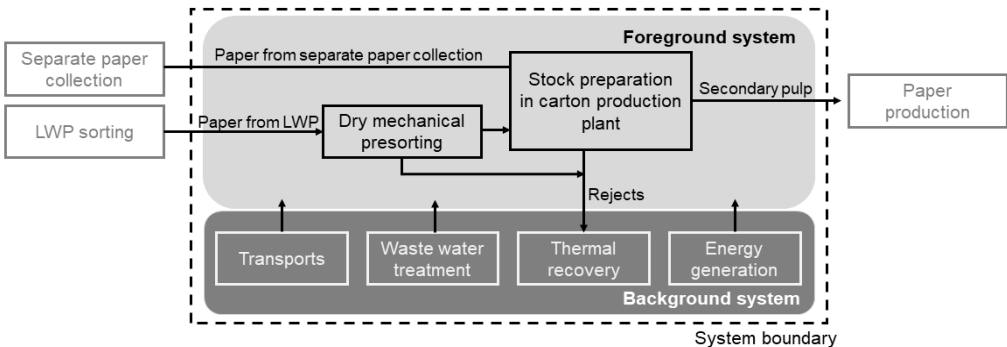 Foreground system
Separate paper
collection
Paper from separate paper collection
Stock preparation
in carton production
plant
Secondary pulp
Paper
production
LWP sorting
Paper from LWP
Dry mechanical
presorting
Rejects
Transports
Waste water
treatment
Thermal
recovery
Energy
generation
Background system
System boundary